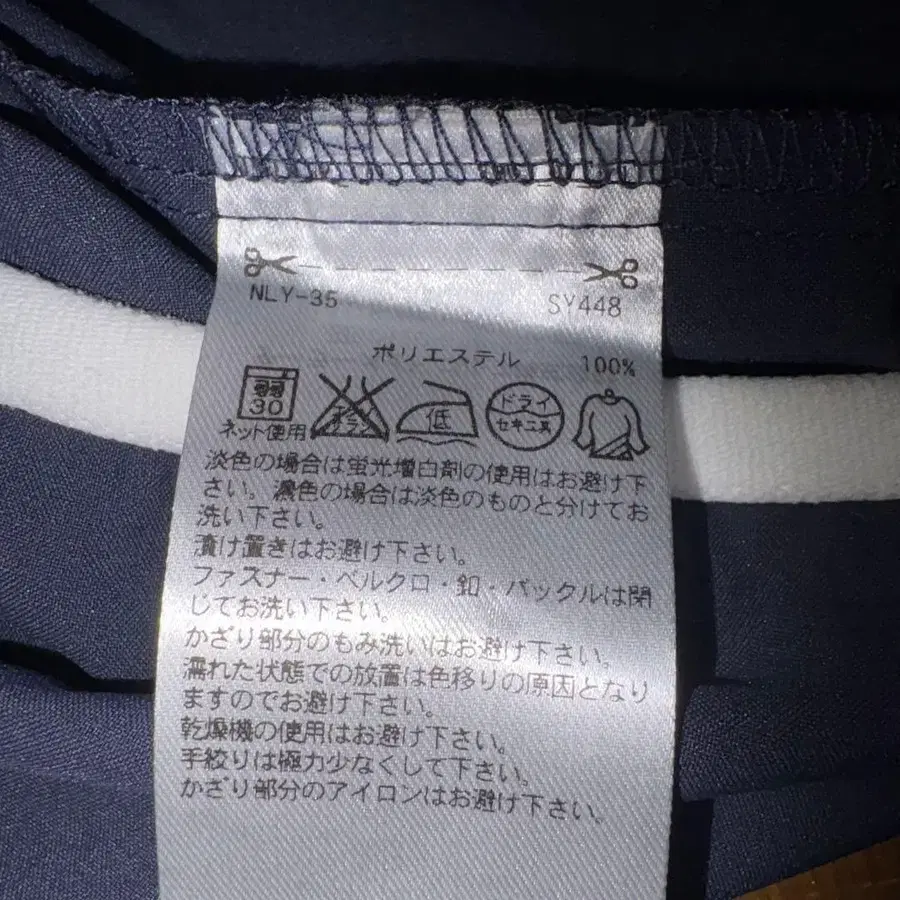 NLY-35 SY448
ポリエステル 100%
弱 30 エンソサラシ 低 ドライ セキユ系
ネット使用
淡色の場合は蛍光増白剤の使用はお避け下
さい。濃色の場合は淡色のものと分けてお
洗い下さい。
漬け置きはお避け下さい。
ファスナー・ベルクロ・釦・バックルは閉
じてお洗い下さい。
かざり部分のもみ洗いはお避け下さい。
濡れた状態での放置は色移りの原因となり
ますのでお避け下さい。
乾燥機の使用はお避け下さい。
手絞りは極力少なくして下さい。
かざり部分のアイロンはお避け下さい。